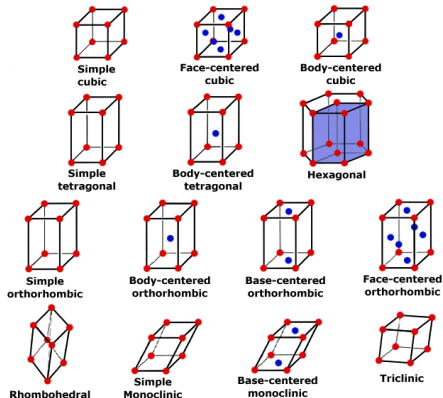 Simple
cubic
Face-centered
cubic
Body-centered
cubic
Simple
tetragonal
Body-centered
tetragonal
Hexagonal
Simple
orthorhombic
Body-centered
orthorhombic
Base-centered
orthorhombic
Face-centered
orthorhombic
Rhombohedral
Simple
Monoclinic
Base-centered
monoclinic
Triclinic